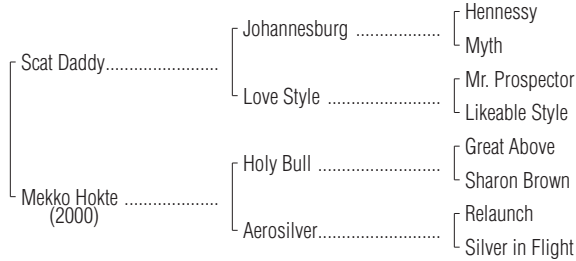 Hennessy
Johannesburg ..................
Myth
Scat Daddy........................
Mr. Prospector
Love Style ........................
Likeable Style
Great Above
Holy Bull ..........................
Sharon Brown
Mekko Hokte ....................
(2000)
Relaunch
Aerosilver..........................
Silver in Flight